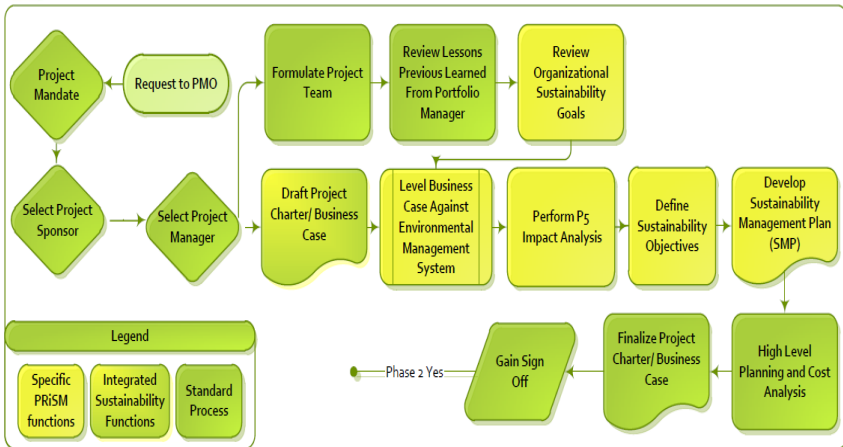 Project
Mandate
Request to PMO
Formulate Project
Team
Review Lessons
Previous Learned
From Portfolio
Manager
Review
Organizational
Sustainability
Goals
Select Project
Sponsor
Select Project
Manager
Draft Project
Charter/ Business
Case
Level Business
Case Against
Environmental
Management
System
Perform P5
Impact Analysis
Define
Sustainability
Objectives
Develop
Sustainability
Management Plan
(SMP)
High Level
Planning and Cost
Analysis
Finalize Project
Charter/ Business
Case
Gain Sign
Off
Phase 2 Yes
Legend
Specific
PRiSM
functions
Integrated
Sustainability
Functions
Standard
Process